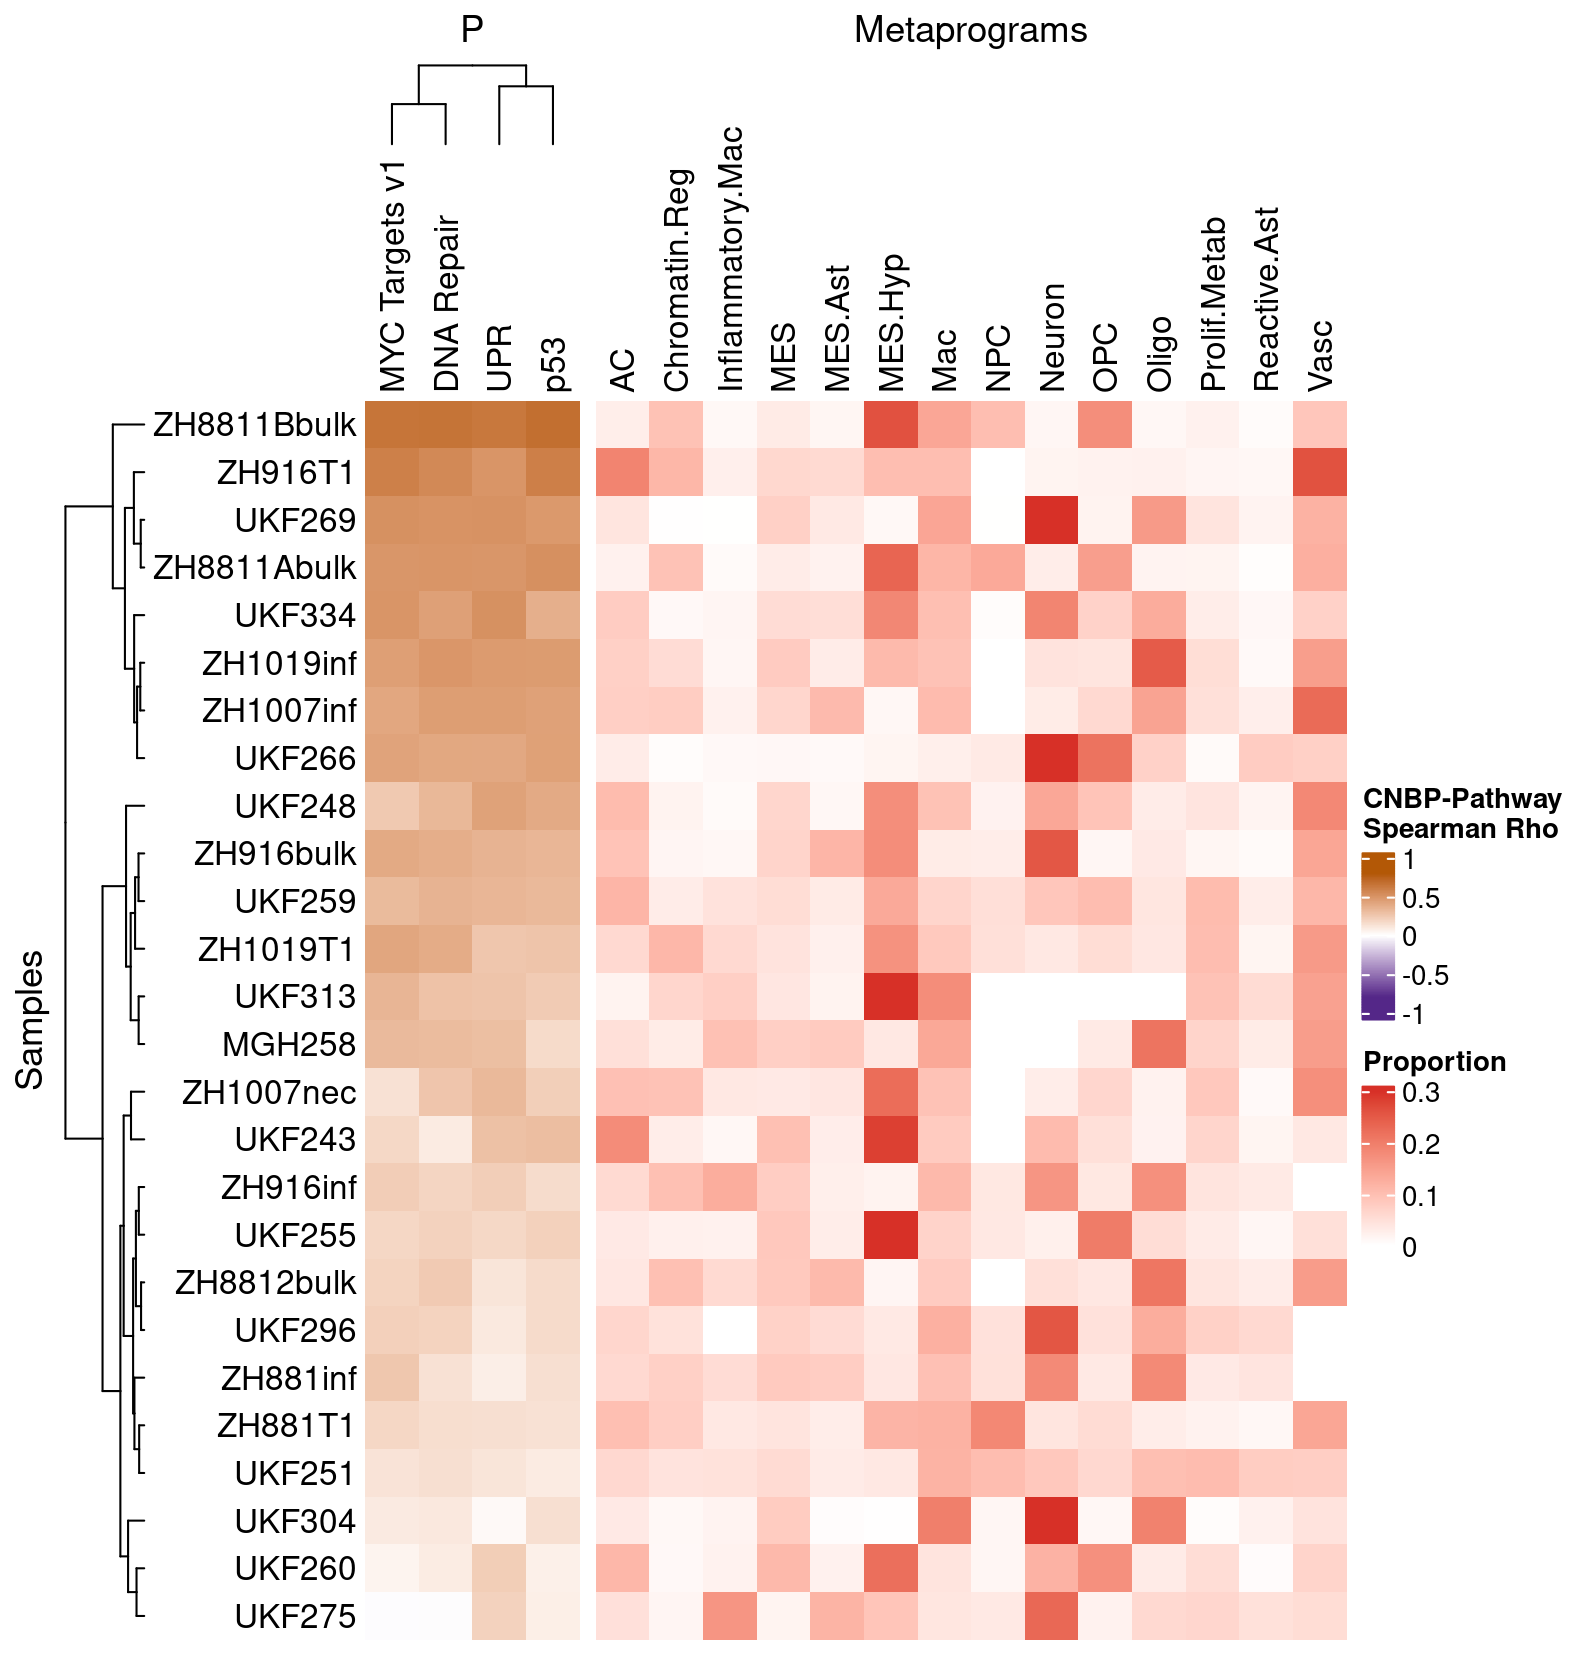 P
Metaprograms
MYC Targets v1
DNA Repair
UPR
p53
AC
Chromatin.Reg
Inflammatory.Mac
MES
MES.Ast
MES.Hyp
Mac
NPC
Neuron
OPC
Oligo
Prolif.Metab
Reactive.Ast
Vasc
Samples
ZH8811Bbulk
ZH916T1
UKF269
ZH8811Abulk
UKF334
ZH1019inf
ZH1007inf
UKF266
UKF248
ZH916bulk
UKF259
ZH1019T1
UKF313
MGH258
ZH1007nec
UKF243
ZH916inf
UKF255
ZH8812bulk
UKF296
ZH881inf
ZH881T1
UKF251
UKF304
UKF260
UKF275
CNBP-Pathway
Spearman Rho
1
0.5
0
-0.5
-1
Proportion
0.3
0.2
0.1
0